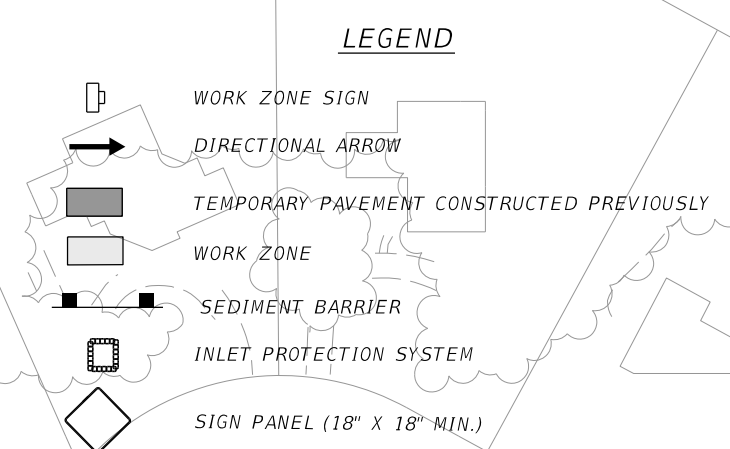 LEGEND
WORK ZONE SIGN
DIRECTIONAL ARROW
TEMPORARY PAVEMENT CONSTRUCTED PREVIOUSLY
WORK ZONE
SEDIMENT BARRIER
INLET PROTECTION SYSTEM
SIGN PANEL (18" X 18" MIN.)